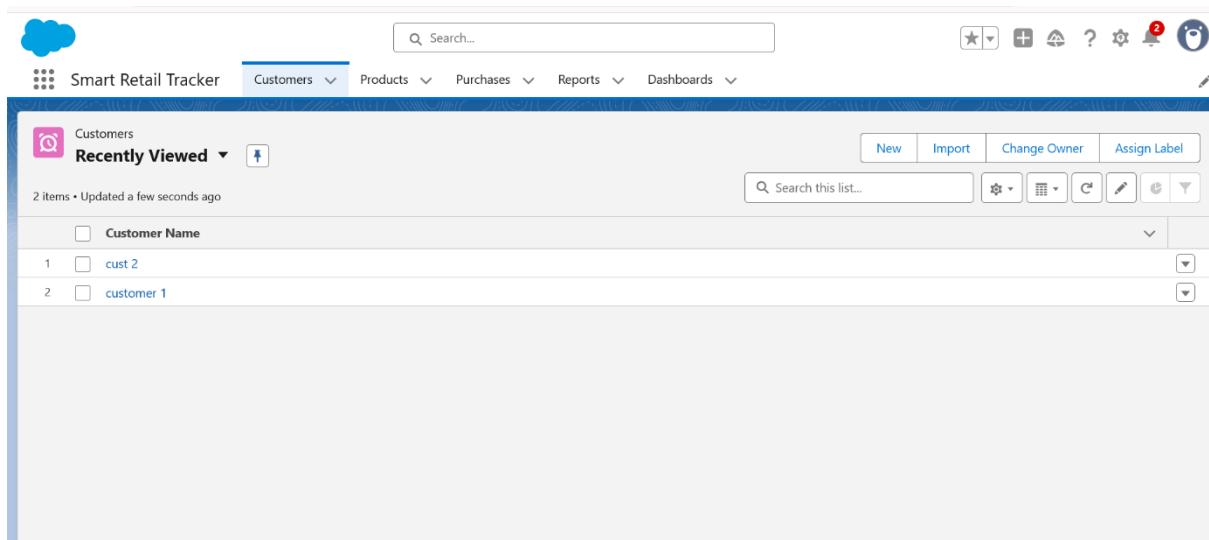 Search...
2
Smart Retail Tracker Customers Products Purchases Reports Dashboards
Customers
Recently Viewed
New Import Change Owner Assign Label
2 items • Updated a few seconds ago
Search this list...
Customer Name
1 cust 2
2 customer 1